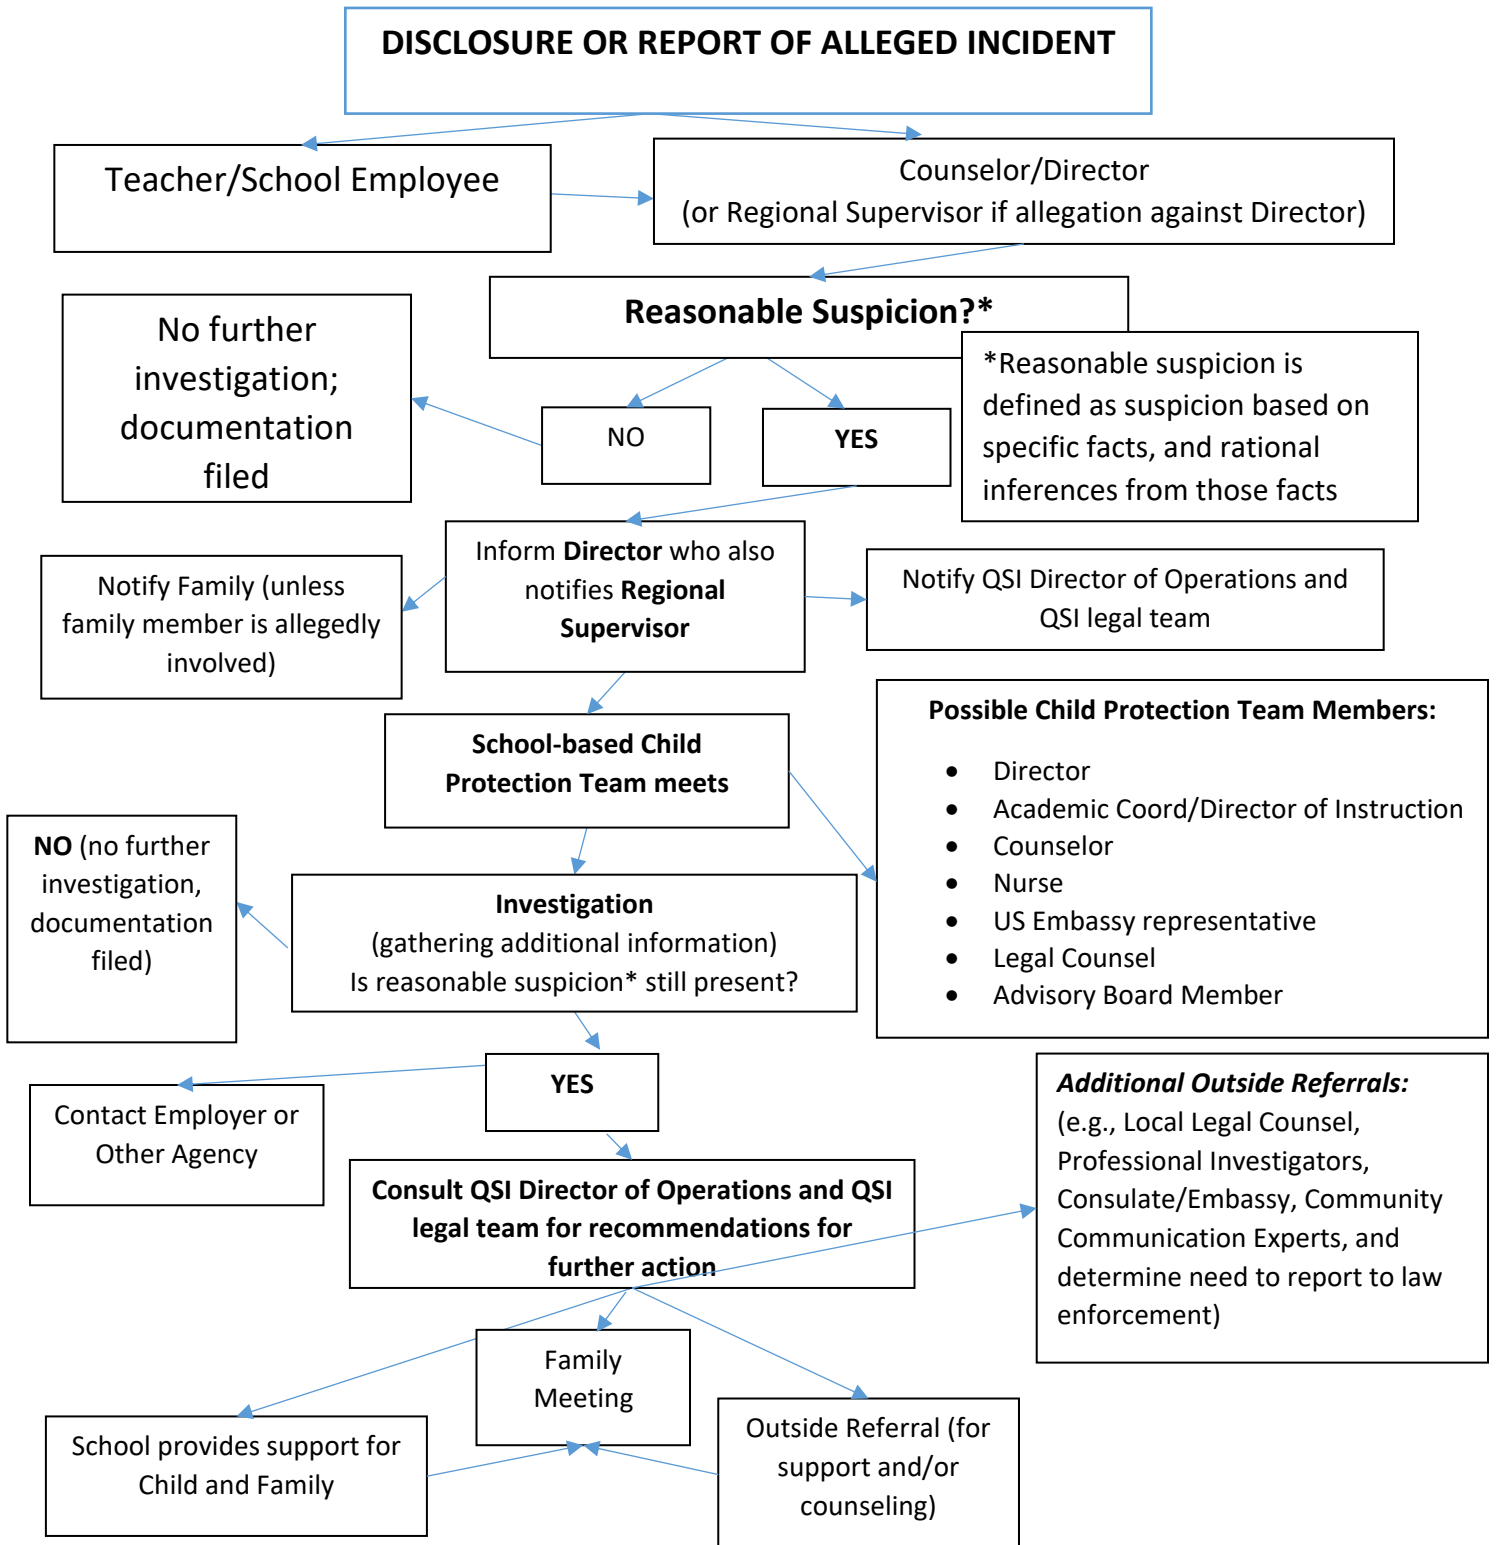 DISCLOSURE OR REPORT OF ALLEGED INCIDENT
Teacher/School Employee
Counselor/Director
(or Regional Supervisor if allegation against Director)
Reasonable Suspicion?*
No further
investigation;
documentation
filed
NO
YES
*Reasonable suspicion is
defined as suspicion based on
specific facts, and rational
inferences from those facts
Inform Director who also
notifies Regional
Supervisor
Notify Family (unless
family member is allegedly
involved)
Notify QSI Director of Operations and
QSI legal team
School-based Child
Protection Team meets
Possible Child Protection Team Members:
• Director
• Academic Coord/Director of Instruction
• Counselor
• Nurse
• US Embassy representative
• Legal Counsel
• Advisory Board Member
NO (no further
investigation,
documentation
filed)
Investigation
(gathering additional information)
Is reasonable suspicion* still present?
YES
Contact Employer or
Other Agency
Additional Outside Referrals:
(e.g., Local Legal Counsel,
Professional Investigators,
Consulate/Embassy, Community
Communication Experts, and
determine need to report to law
enforcement)
Consult QSI Director of Operations and QSI
legal team for recommendations for
further action
Family
Meeting
School provides support for
Child and Family
Outside Referral (for
support and/or
counseling)